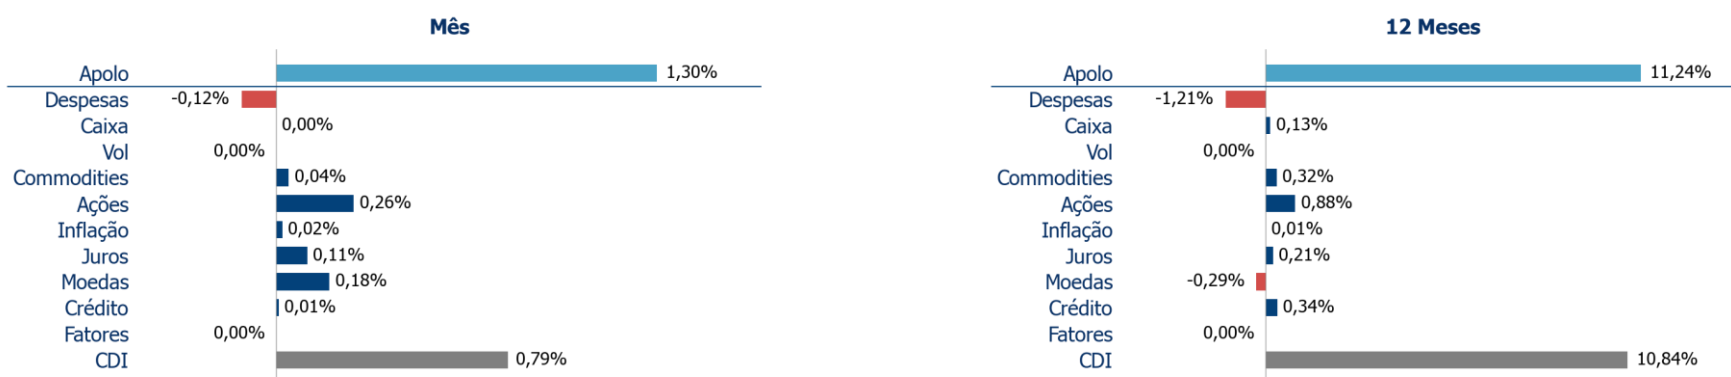 Mês
Apolo 1,30%
Despesas -0,12%
Caixa 0,00%
Vol 0,00%
Commodities 0,04%
Ações 0,26%
Inflação 0,02%
Juros 0,11%
Moedas 0,18%
Crédito 0,01%
Fatores 0,00%
CDI 0,79%
12 Meses
Apolo 11,24%
Despesas -1,21%
Caixa 0,13%
Vol 0,00%
Commodities 0,32%
Ações 0,88%
Inflação 0,01%
Juros 0,21%
Moedas -0,29%
Crédito 0,34%
Fatores 0,00%
CDI 10,84%